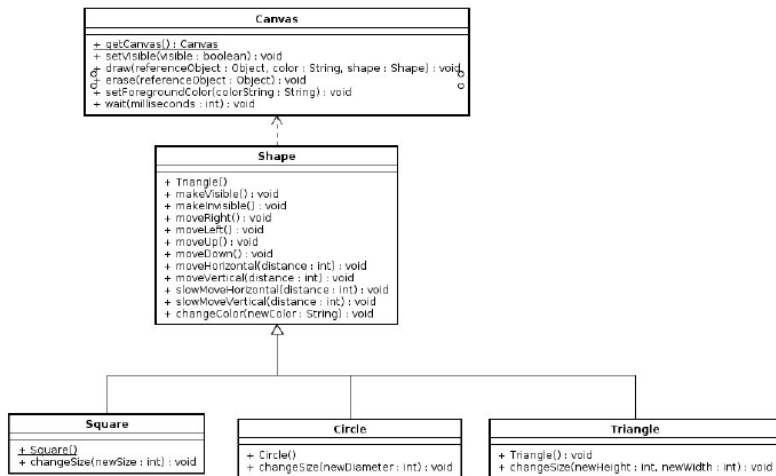 Canvas
+ getCanvas() : Canvas
+ setVisible(visible : boolean) : void
+ draw(referenceObject : Object, color : String, shape : Shape) : void
+ erase(referenceObject : Object) : void
+ setForegroundColor(colorString : String) : void
+ wait(milliseconds : int) : void
Shape
+ Triangle()
+ makeVisible() : void
+ makeInvisible() : void
+ moveRight() : void
+ moveLeft() : void
+ moveUp() : void
+ moveDown() : void
+ moveHorizontal(distance : int) : void
+ moveVertical(distance : int) : void
+ slowMoveHorizontal(distance : int) : void
+ slowMoveVertical(distance : int) : void
+ changeColor(newColor : String) : void
Square
+ Square()
+ changeSize(newSize : int) : void
Circle
+ Circle()
+ changeSize(newDiameter : int) : void
Triangle
+ Triangle() : void
+ changeSize(newHeight : int, newWidth : int) : void